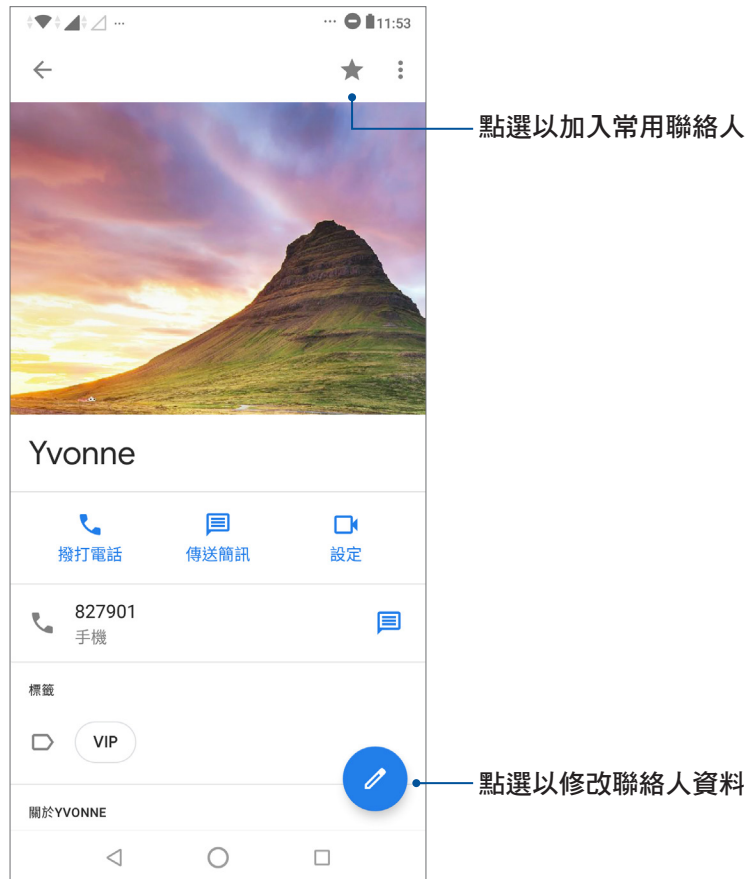 11:53
點選以加入常用聯絡人
Yvonne
撥打電話 傳送簡訊 設定
827901
手機
標籤
VIP
點選以修改聯絡人資料
關於YVONNE